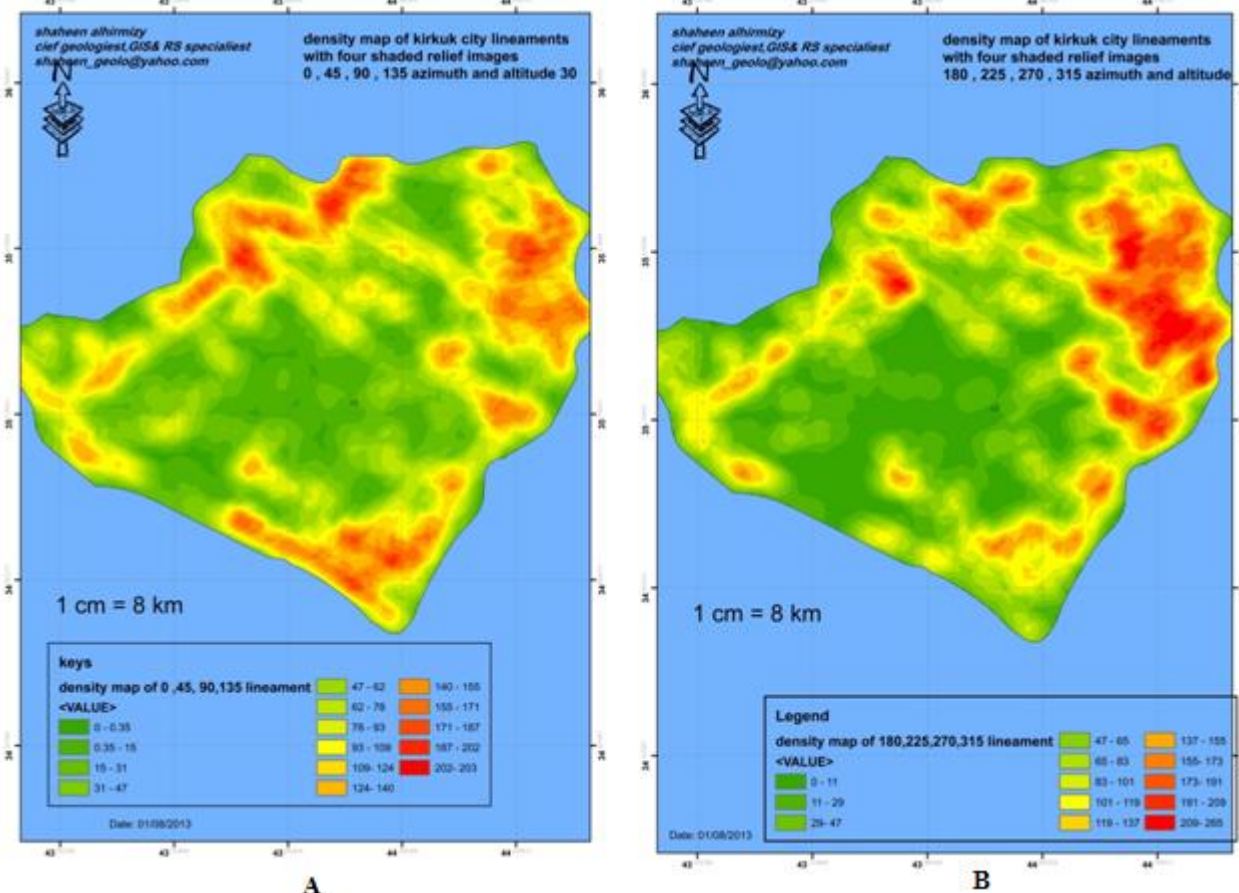 shaheen alhirmizy
cief geologiest,GIS& RS specialiest
shaheen_geolo@yahoo.com
N
density map of kirkuk city lineaments
with four shaded relief images
0 , 45 , 90 , 135 azimuth and altitude 30
1 cm = 8 km
keys
density map of 0 ,45, 90,135 lineament
<VALUE>
0 - 0.35
0.35 - 15
15 - 31
31 - 47
47 - 62
62 - 78
78 - 93
93 - 109
109- 124
124- 140
140 - 155
155 - 171
171 - 187
187 - 202
202- 203
Date: 01/08/2013
A
shaheen alhirmizy
cief geologiest,GIS& RS specialiest
shaheen_geolo@yahoo.com
N
density map of kirkuk city lineaments
with four shaded relief images
180 , 225 , 270 , 315 azimuth and altitude
1 cm = 8 km
Legend
density map of 180,225,270,315 lineament
<VALUE>
0 - 11
11 - 29
29- 47
47 - 65
65 - 83
83 - 101
101 - 119
119 - 137
137 - 155
155- 173
173- 191
191 - 209
209- 265
Date: 01/08/2013
B